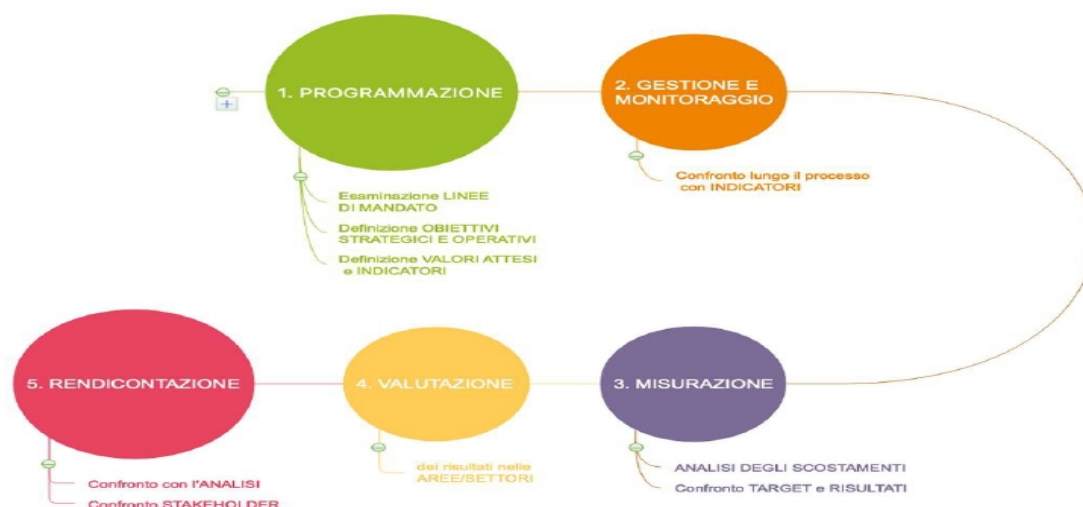 1. PROGRAMMAZIONE
Esaminazione LINEE
DI MANDATO
Definizione OBIETTIVI
STRATEGICI E OPERATIVI
Definizione VALORI ATTESI
e INDICATORI
2. GESTIONE E
MONITORAGGIO
Confronto lungo il processo
con INDICATORI
3. MISURAZIONE
ANALISI DEGLI SCOSTAMENTI
Confronto TARGET e RISULTATI
4. VALUTAZIONE
dei risultati nelle
AREE/SETTORI
5. RENDICONTAZIONE
Confronto con l'ANALISI
Confronto STAKEHOLDER